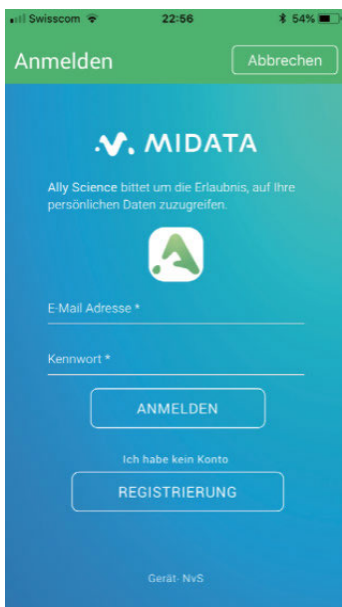 Swisscom 22:56 54%
Anmelden Abbrechen
MIDATA
Ally Science bittet um die Erlaubnis, auf Ihre
persönlichen Daten zuzugreifen.
E-Mail Adresse *
Kennwort *
ANMELDEN
Ich habe kein Konto
REGISTRIERUNG
Gerät- NvS